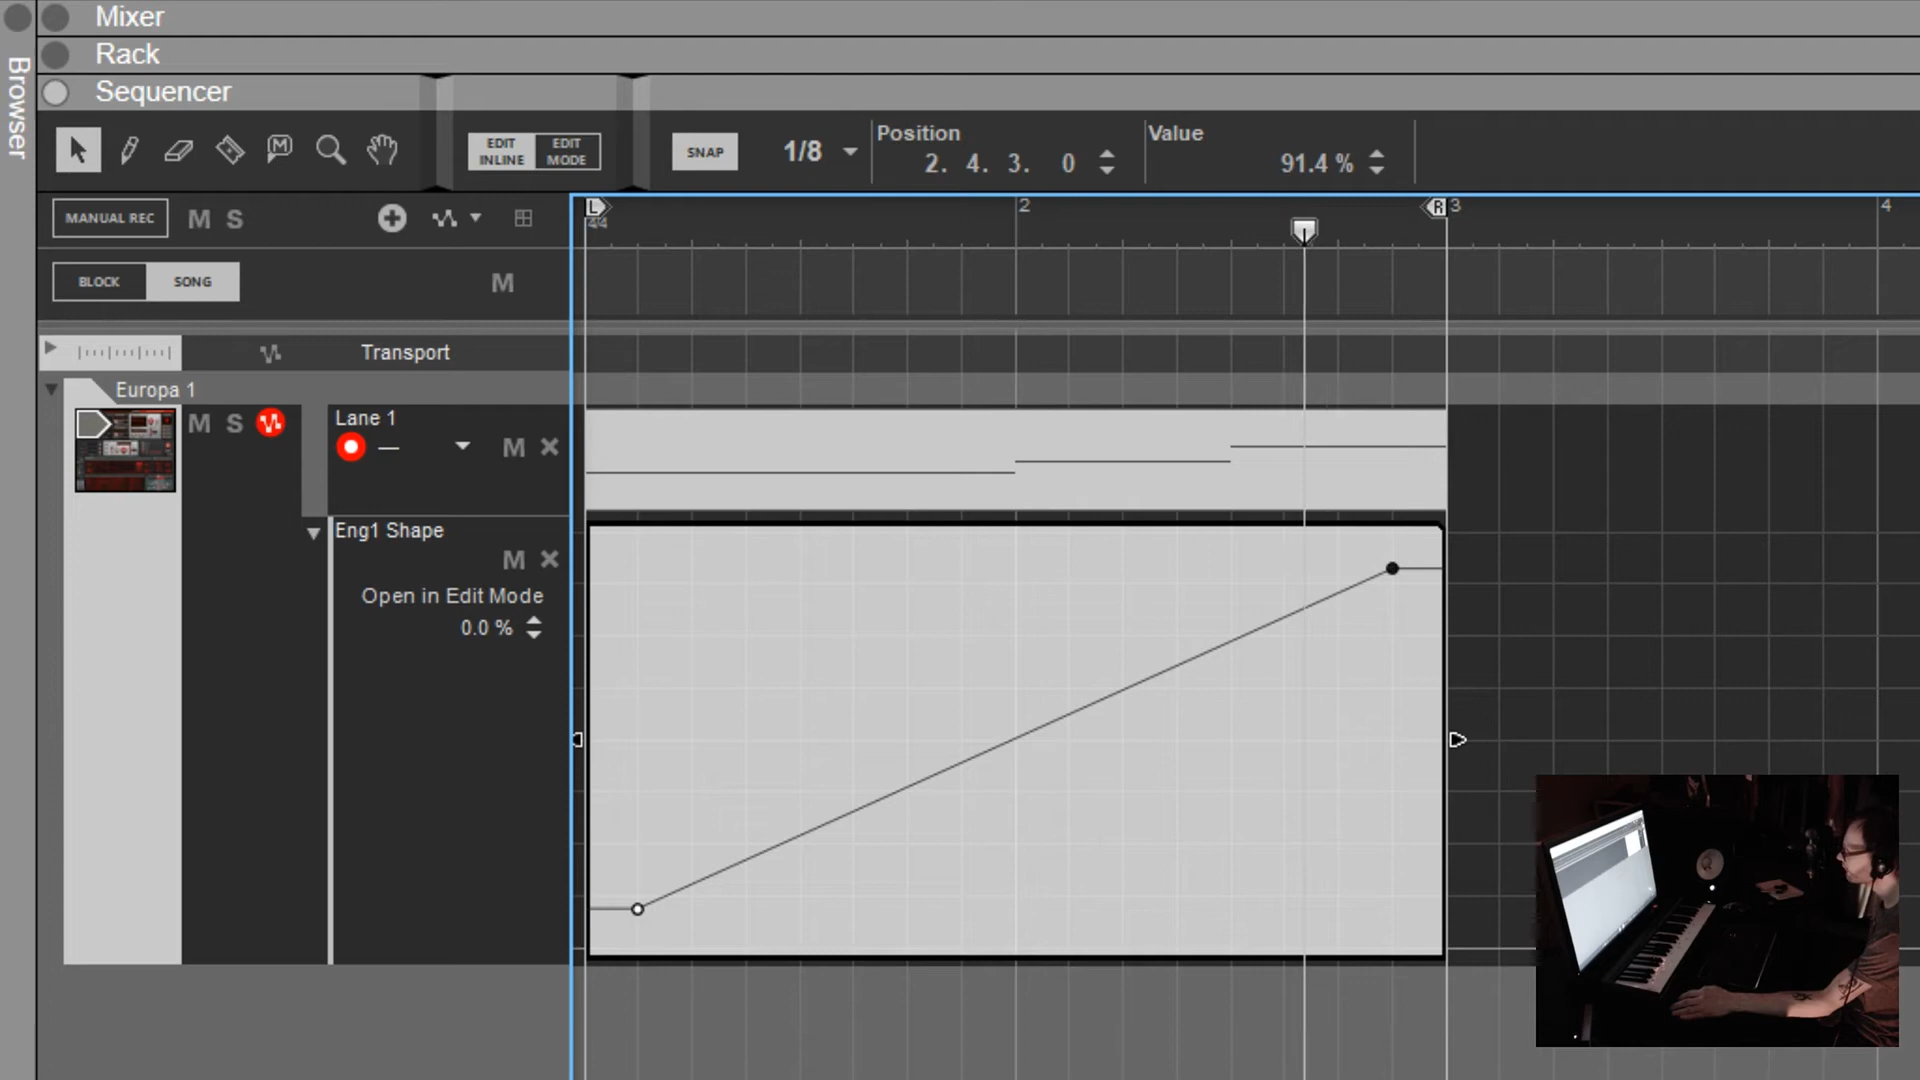 Mixer
Rack
Sequencer
Browser
EDIT INLINE
EDIT MODE
SNAP
1/8
Position
2. 4. 3. 0
Value
91.4 %
MANUAL REC
M S
L
4/4
2
R
3
4
BLOCK
SONG
M
Transport
Europa 1
M S
Lane 1
M
Eng1 Shape
M
Open in Edit Mode
0.0 %